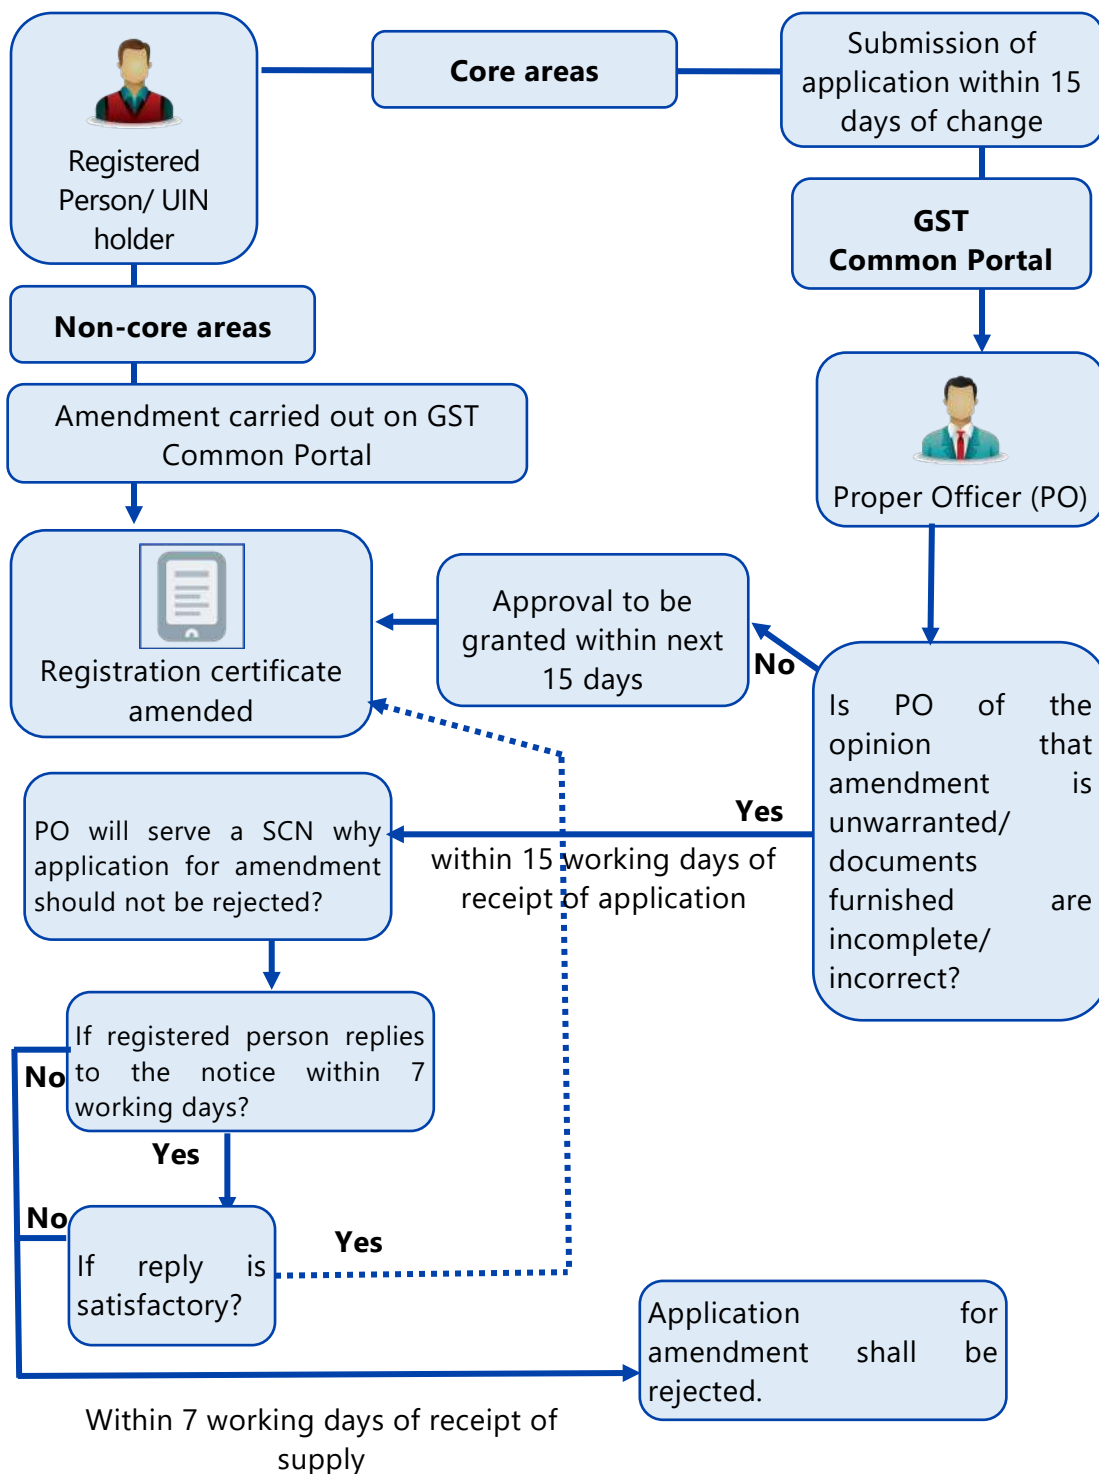 Registered
Person/ UIN
holder
Core areas
Submission of
application within 15
days of change
GST
Common Portal
Non-core areas
Amendment carried out on GST
Common Portal
Proper Officer (PO)
Registration certificate
amended
Approval to be
granted within next
15 days
No
Is PO of the
opinion that
amendment is
unwarranted/
documents
furnished are
incomplete/
incorrect?
Yes
within 15 working days of
receipt of application
PO will serve a SCN why
application for amendment
should not be rejected?
If registered person replies
to the notice within 7
working days?
No
Yes
No
If reply is
satisfactory?
Yes
Application for
amendment shall be
rejected.
Within 7 working days of receipt of
supply